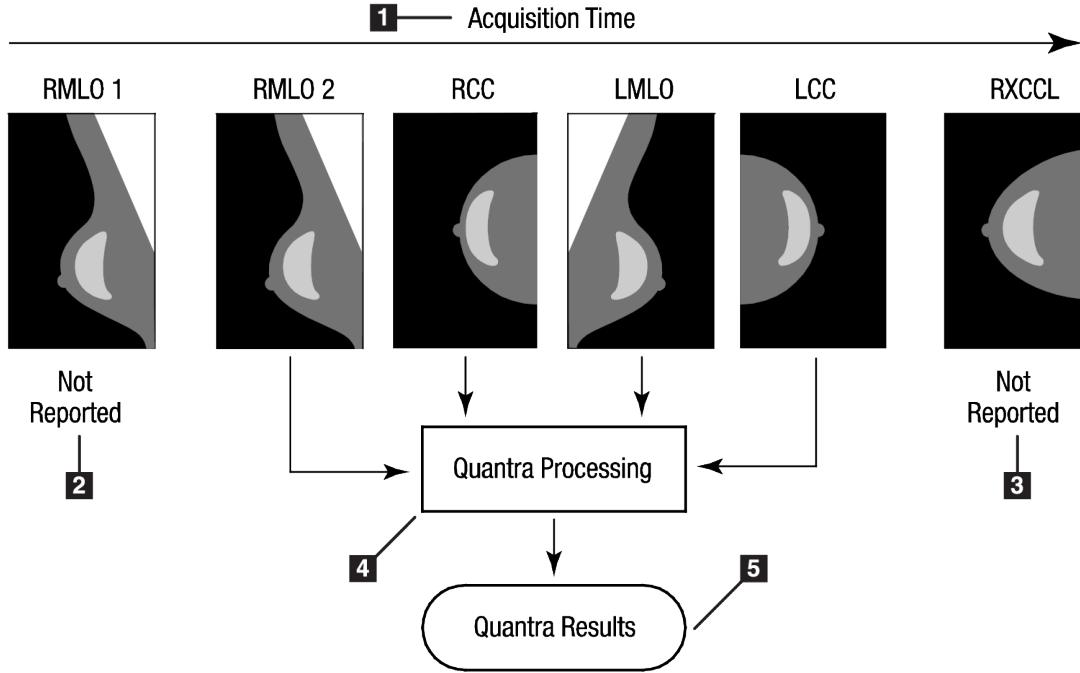 1 Acquisition Time
RMLO 1 RMLO 2 RCC LMLO LCC RXCCL
Not
Reported
2
Not
Reported
3
Quantra Processing
4
5
Quantra Results